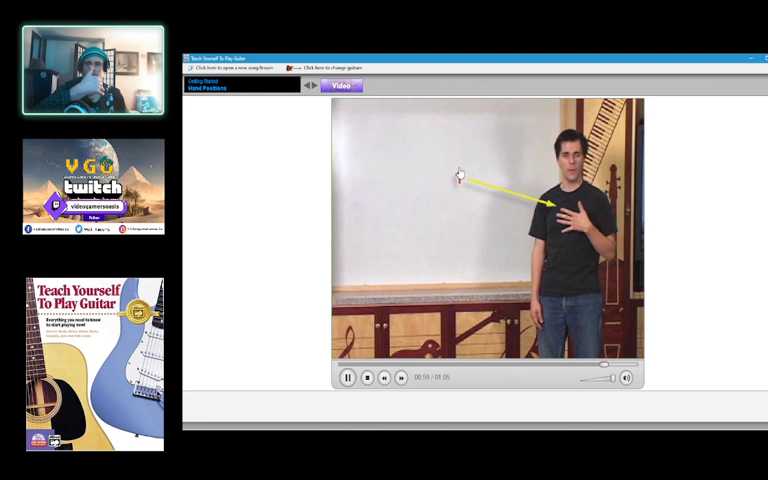 VGO
twitch
videogamersoasis
Follow
Teach Yourself
To Play Guitar
Everything you need to know
to start playing now!
Teach Yourself To Play Guitar
Click here to open a new song/lesson
Click here to change guitars
Getting Started
Hand Positions
Video
00:59 / 01:05